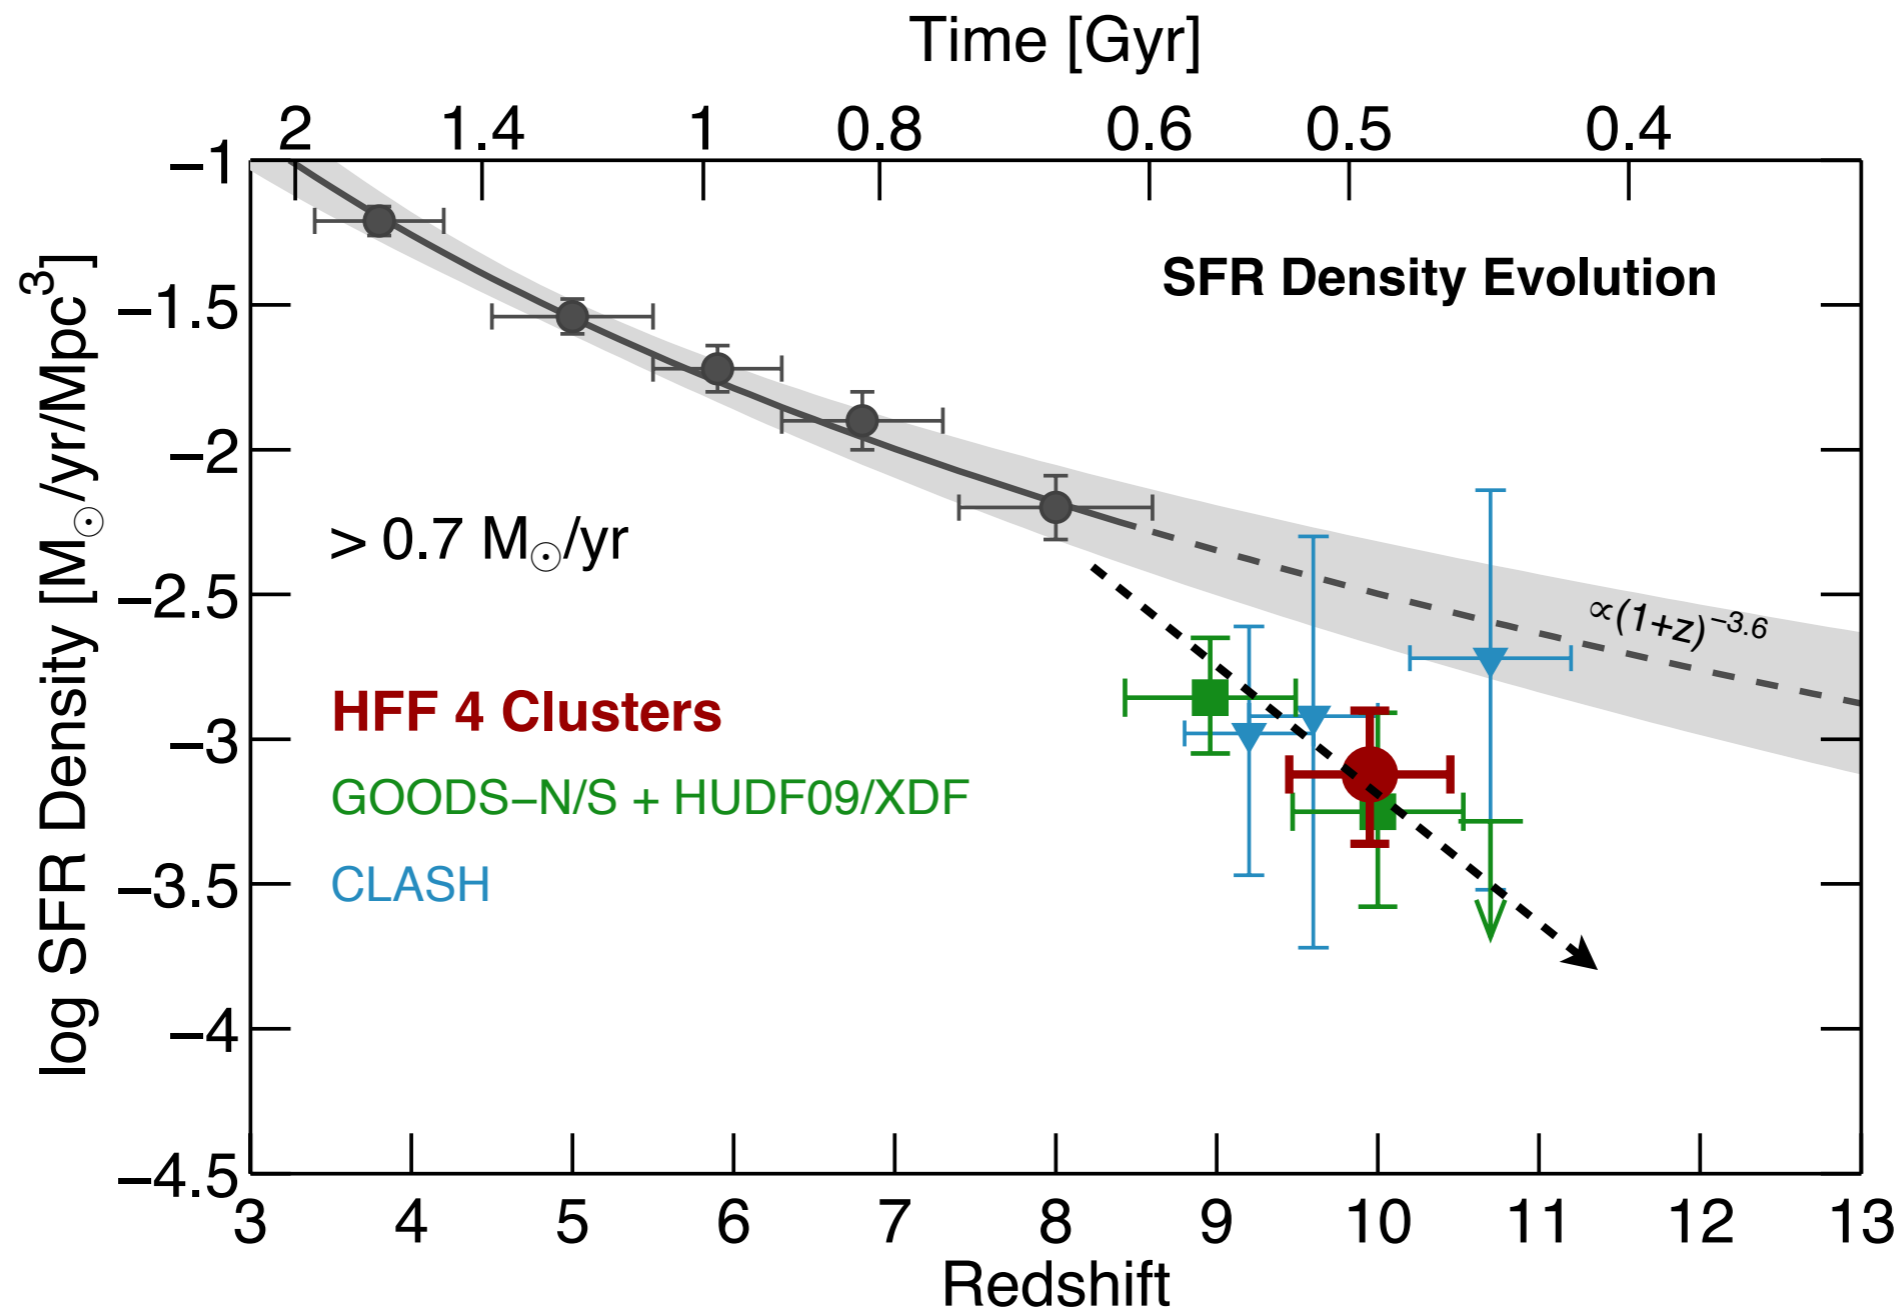 Time [Gyr]
2 1.4 1 0.8 0.6 0.5 0.4
−1
−1.5
−2
−2.5
−3
−3.5
−4
−4.5
log SFR Density [M☉/yr/Mpc³]
SFR Density Evolution
> 0.7 M☉/yr
∝(1+z)⁻³·⁶
HFF 4 Clusters
GOODS−N/S + HUDF09/XDF
CLASH
3 4 5 6 7 8 9 10 11 12 13
Redshift